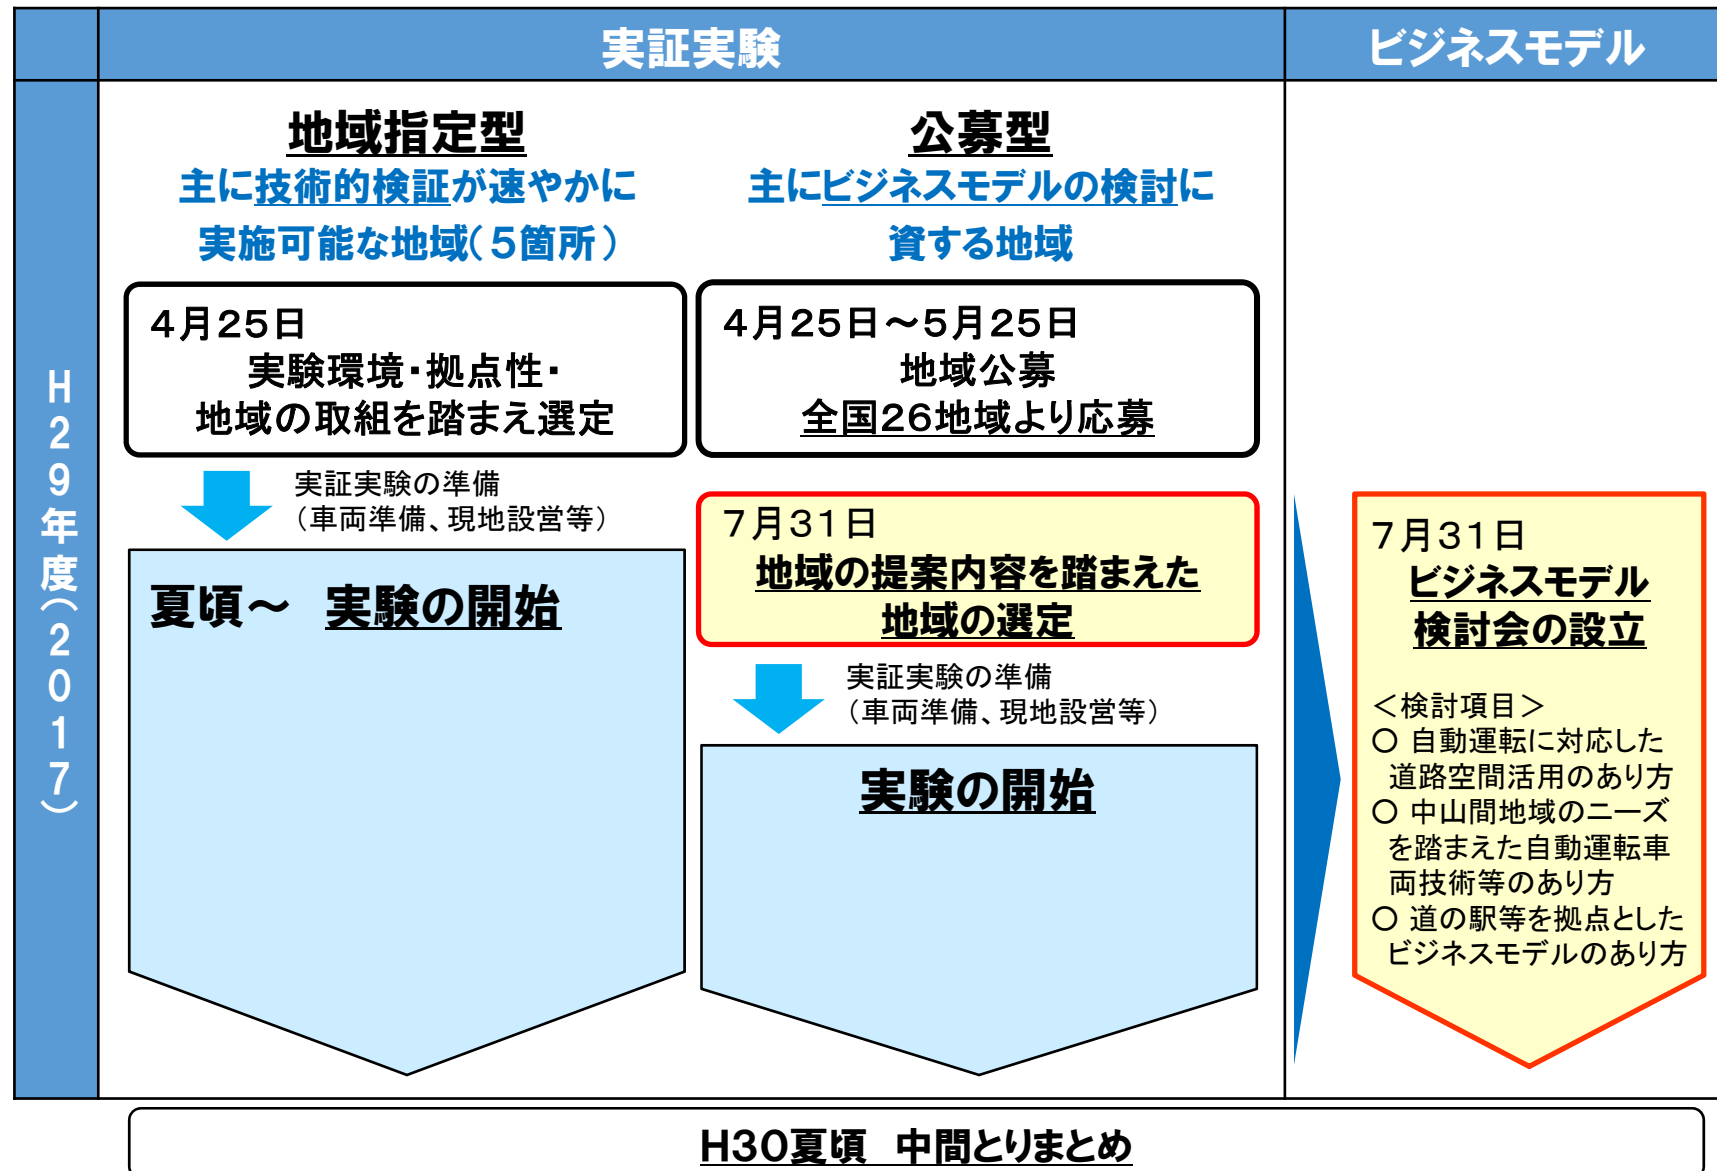 実証実験
ビジネスモデル
H29年度(2017)
地域指定型
主に技術的検証が速やかに
実施可能な地域(５箇所)
4月25日
実験環境・拠点性・
地域の取組を踏まえ選定
実証実験の準備
（車両準備、現地設営等）
夏頃～ 実験の開始
公募型
主にビジネスモデルの検討に
資する地域
4月25日～5月25日
地域公募
全国26地域より応募
7月31日
地域の提案内容を踏まえた
地域の選定
実証実験の準備
（車両準備、現地設営等）
実験の開始
7月31日
ビジネスモデル
検討会の設立
＜検討項目＞
○ 自動運転に対応した
道路空間活用のあり方
○ 中山間地域のニーズ
を踏まえた自動運転車
両技術等のあり方
○ 道の駅等を拠点とした
ビジネスモデルのあり方
H30夏頃 中間とりまとめ